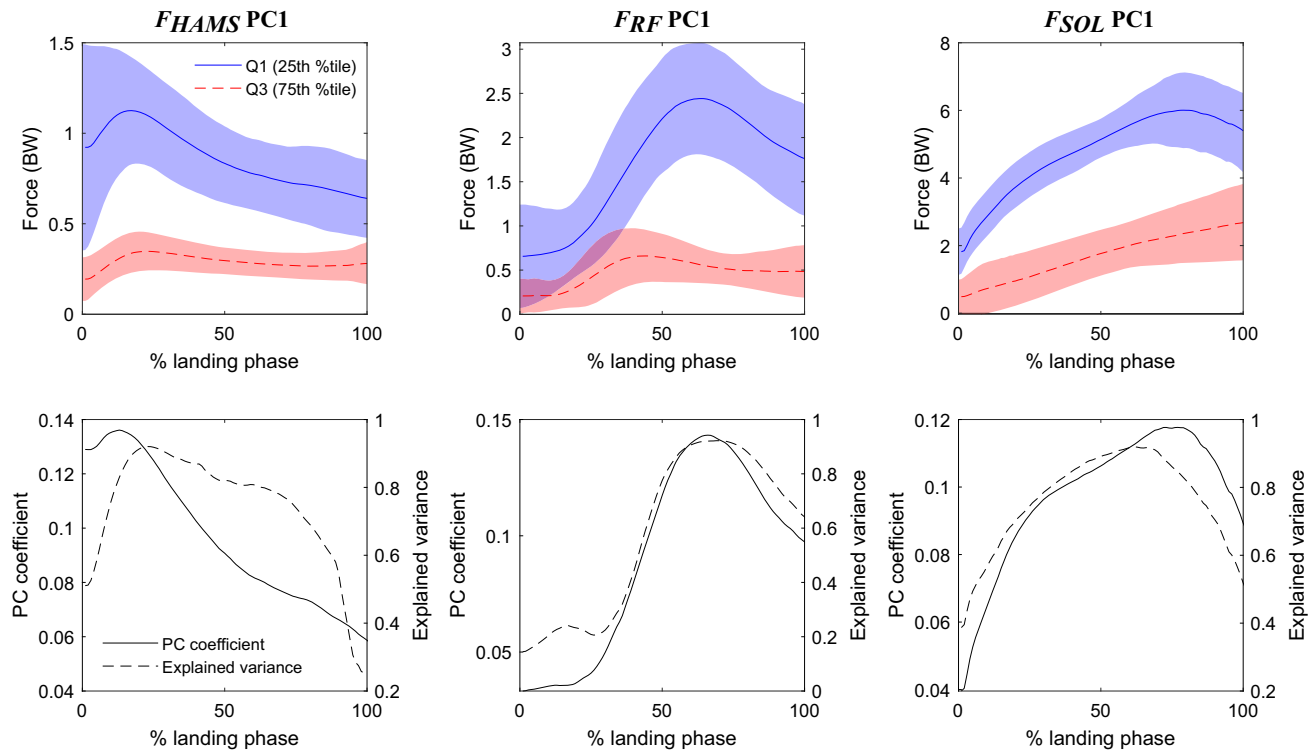 F_HAMS PC1
1.5
1
0.5
0
Force (BW)
0
50
100
% landing phase
Q1 (25th %tile)
Q3 (75th %tile)
F_RF PC1
3
2.5
2
1.5
1
0.5
0
Force (BW)
0
50
100
% landing phase
F_SOL PC1
8
6
4
2
0
Force (BW)
0
50
100
% landing phase
0.14
0.12
0.1
0.08
0.06
0.04
PC coefficient
1
0.8
0.6
0.4
0.2
Explained variance
PC coefficient
Explained variance
0
50
100
% landing phase
0.15
0.1
0.05
PC coefficient
1
0.8
0.6
0.4
0.2
0
Explained variance
0
50
100
% landing phase
0.12
0.1
0.08
0.06
0.04
PC coefficient
1
0.8
0.6
0.4
0.2
Explained variance
0
50
100
% landing phase